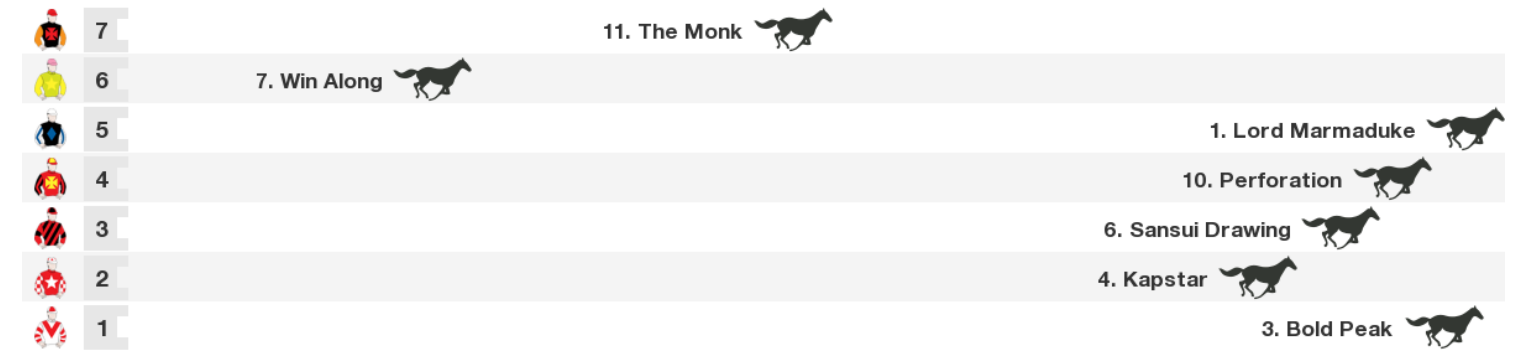 7 11. The Monk
6 7. Win Along
5 1. Lord Marmaduke
4 10. Perforation
3 6. Sansui Drawing
2 4. Kapstar
1 3. Bold Peak